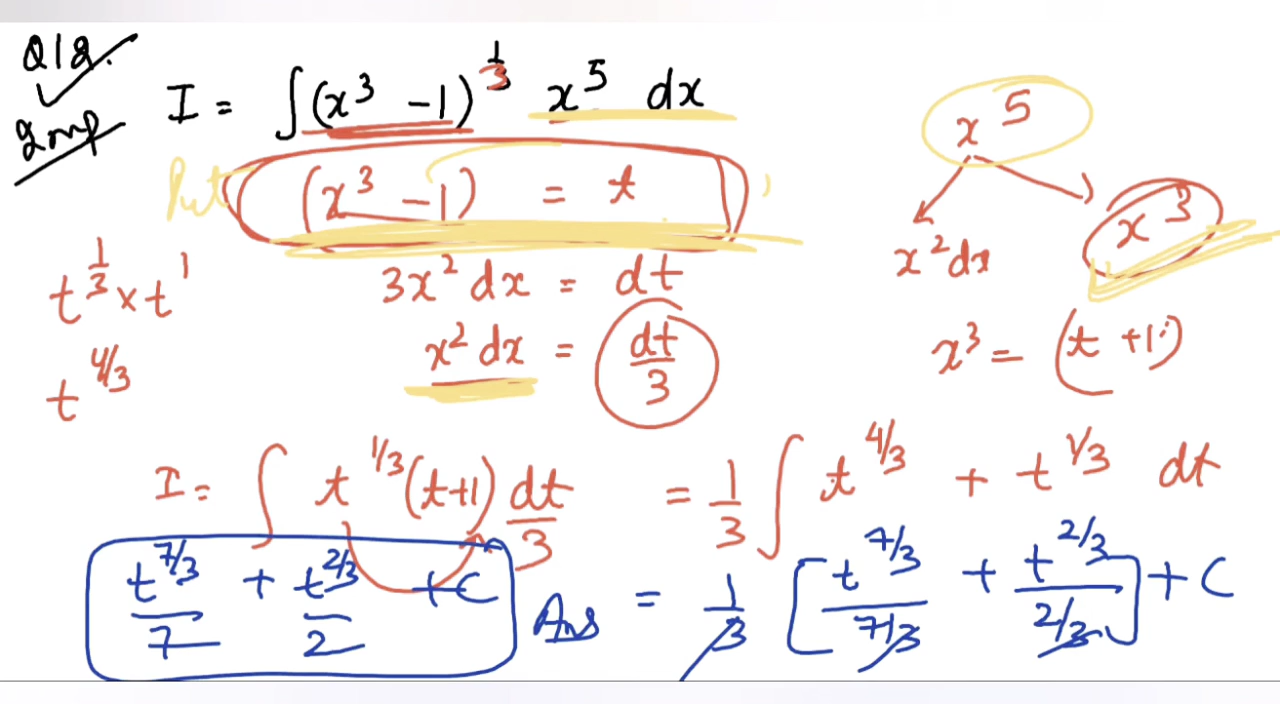 Q12.
Imp
I = ∫(x³ - 1)^{1/3} x⁵ dx
Put (x³ - 1) = t
x⁵
x² dx x³
t^{1/3} × t¹
3x² dx = dt
t^{4/3}
x² dx = dt/3
x³ = (t + 1)
I = ∫ t^{1/3} (t+1) dt/3 = 1/3 ∫ t^{4/3} + t^{1/3} dt
= 1/3 [t^{7/3}/(7/3) + t^{2/3}/(2/3)] + C
t^{7/3}/7 + t^{2/3}/2 + C Ans